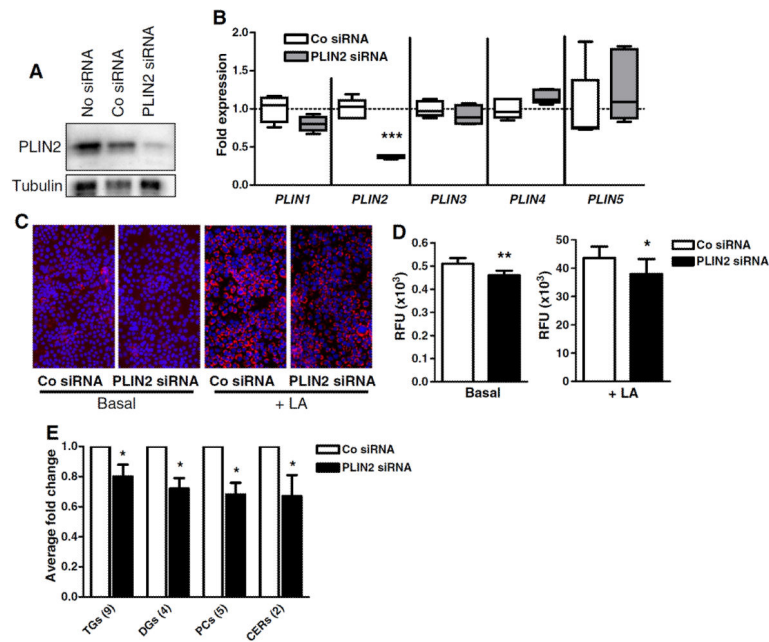 A
No siRNA
Co siRNA
PLIN2 siRNA
PLIN2
Tubulin
B
Co siRNA
PLIN2 siRNA
Fold expression
2.0
1.5
1.0
0.5
0.0
***
PLIN1 PLIN2 PLIN3 PLIN4 PLIN5
C
Co siRNA PLIN2 siRNA Co siRNA PLIN2 siRNA
Basal + LA
D
Co siRNA
PLIN2 siRNA
RFU (x10³)
0.6
0.5
0.4
0.3
0.2
0.1
0.0
**
Basal
RFU (x10³)
50
40
30
20
10
0
*
+ LA
E
Co siRNA
PLIN2 siRNA
Average fold change
1.0
0.8
0.6
0.4
0.2
0.0
* * * *
TGs (9) DGs (4) PCs (5) CERs (2)